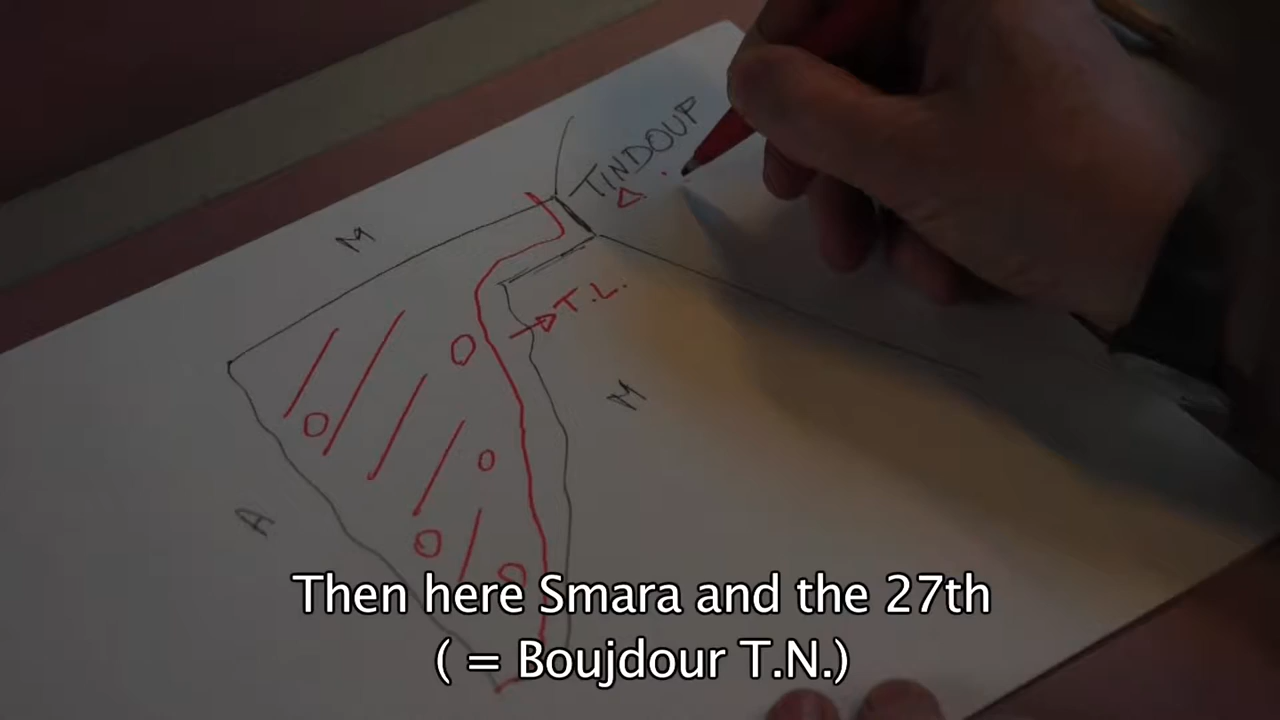 TINDOUF
M
T.L.
M
A
Then here Smara and the 27th
( = Boujdour T.N.)